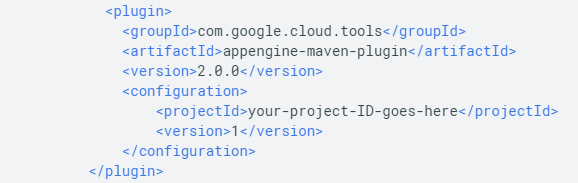 <plugin>
<groupId>com.google.cloud.tools</groupId>
<artifactId>appengine-maven-plugin</artifactId>
<version>2.0.0</version>
<configuration>
<projectId>your-project-ID-goes-here</projectId>
<version>1</version>
</configuration>
</plugin>